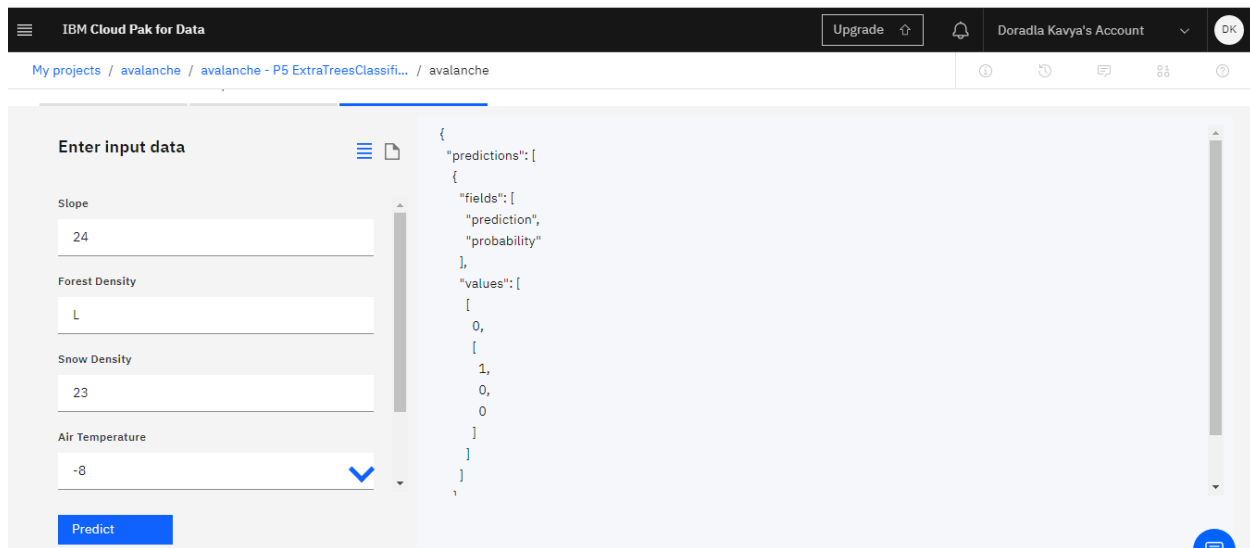 IBM Cloud Pak for Data
Upgrade
Doradla Kavya's Account
DK
My projects / avalanche / avalanche - P5 ExtraTreesClassifi... / avalanche
Enter input data
Slope
24
Forest Density
L
Snow Density
23
Air Temperature
-8
Predict
{
"predictions": [
{
"fields": [
"prediction",
"probability"
],
"values": [
[
0,
[
1,
0,
0
]
]
]